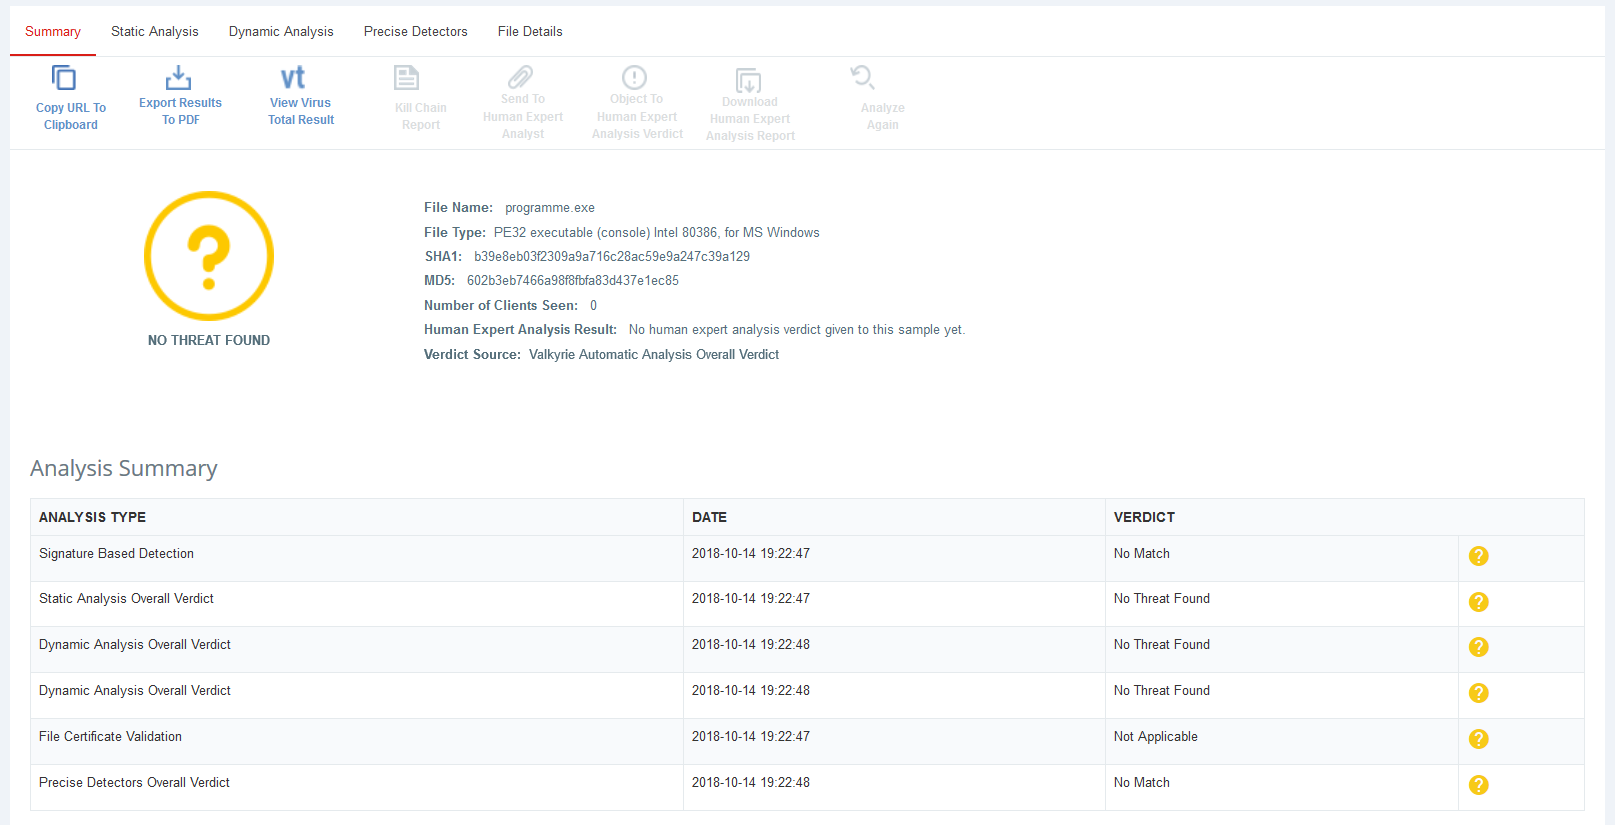 Summary Static Analysis Dynamic Analysis Precise Detectors File Details
Copy URL To
Clipboard
Export Results
To PDF
vt
View Virus
Total Result
Kill Chain
Report
Send To
Human Expert
Analyst
Object To
Human Expert
Analysis Verdict
Download
Human Expert
Analysis Report
Analyze
Again
?
NO THREAT FOUND
File Name: programme.exe
File Type: PE32 executable (console) Intel 80386, for MS Windows
SHA1: b39e8eb03f2309a9a716c28ac59e9a247c39a129
MD5: 602b3eb7466a98f8fbfa83d437e1ec85
Number of Clients Seen: 0
Human Expert Analysis Result: No human expert analysis verdict given to this sample yet.
Verdict Source: Valkyrie Automatic Analysis Overall Verdict
Analysis Summary
ANALYSIS TYPE DATE VERDICT
Signature Based Detection 2018-10-14 19:22:47 No Match ?
Static Analysis Overall Verdict 2018-10-14 19:22:47 No Threat Found ?
Dynamic Analysis Overall Verdict 2018-10-14 19:22:48 No Threat Found ?
Dynamic Analysis Overall Verdict 2018-10-14 19:22:48 No Threat Found ?
File Certificate Validation 2018-10-14 19:22:47 Not Applicable ?
Precise Detectors Overall Verdict 2018-10-14 19:22:48 No Match ?